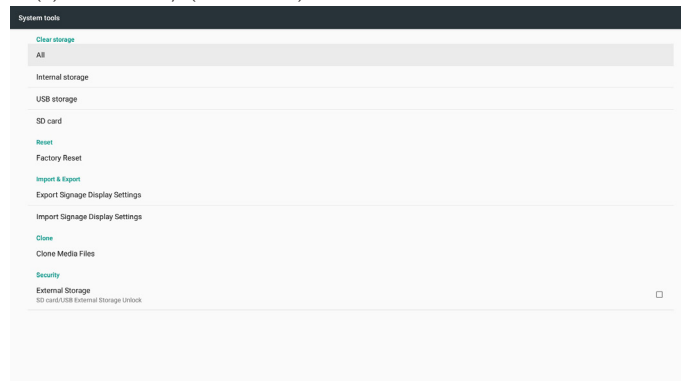 System tools
Clear storage
All
Internal storage
USB storage
SD card
Reset
Factory Reset
Import & Export
Export Signage Display Settings
Import Signage Display Settings
Clone
Clone Media Files
Security
External Storage
SD card/USB External Storage Unlock